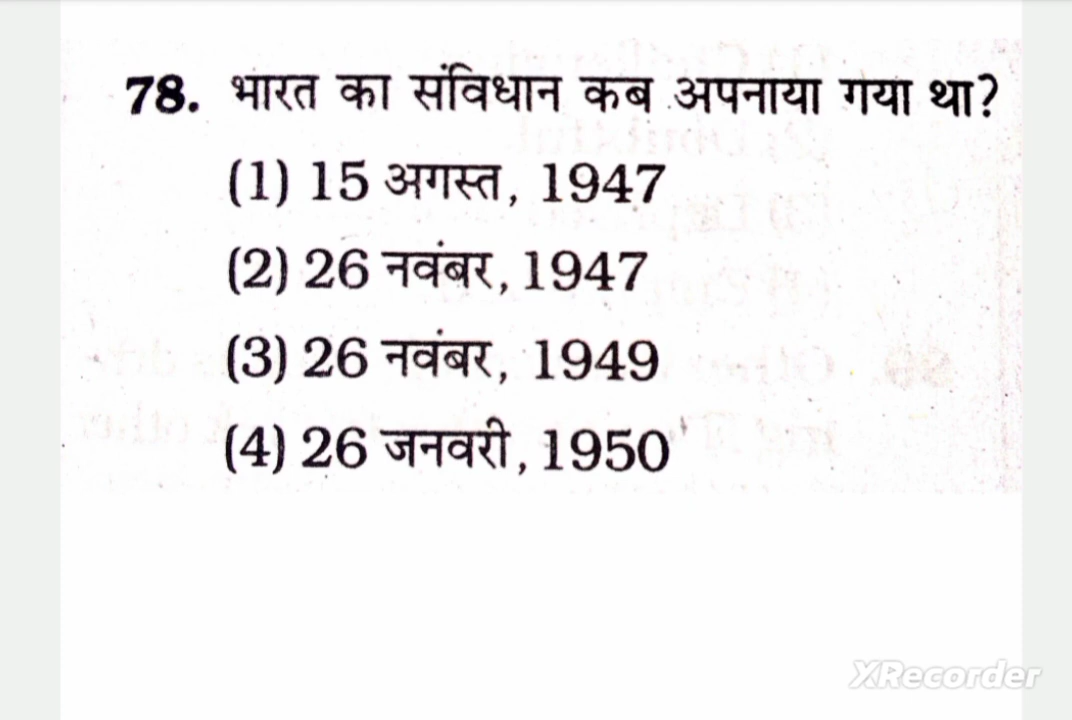 78. भारत का संविधान कब अपनाया गया था?
(1) 15 अगस्त, 1947
(2) 26 नवंबर, 1947
(3) 26 नवंबर, 1949
(4) 26 जनवरी, 1950
XRecorder